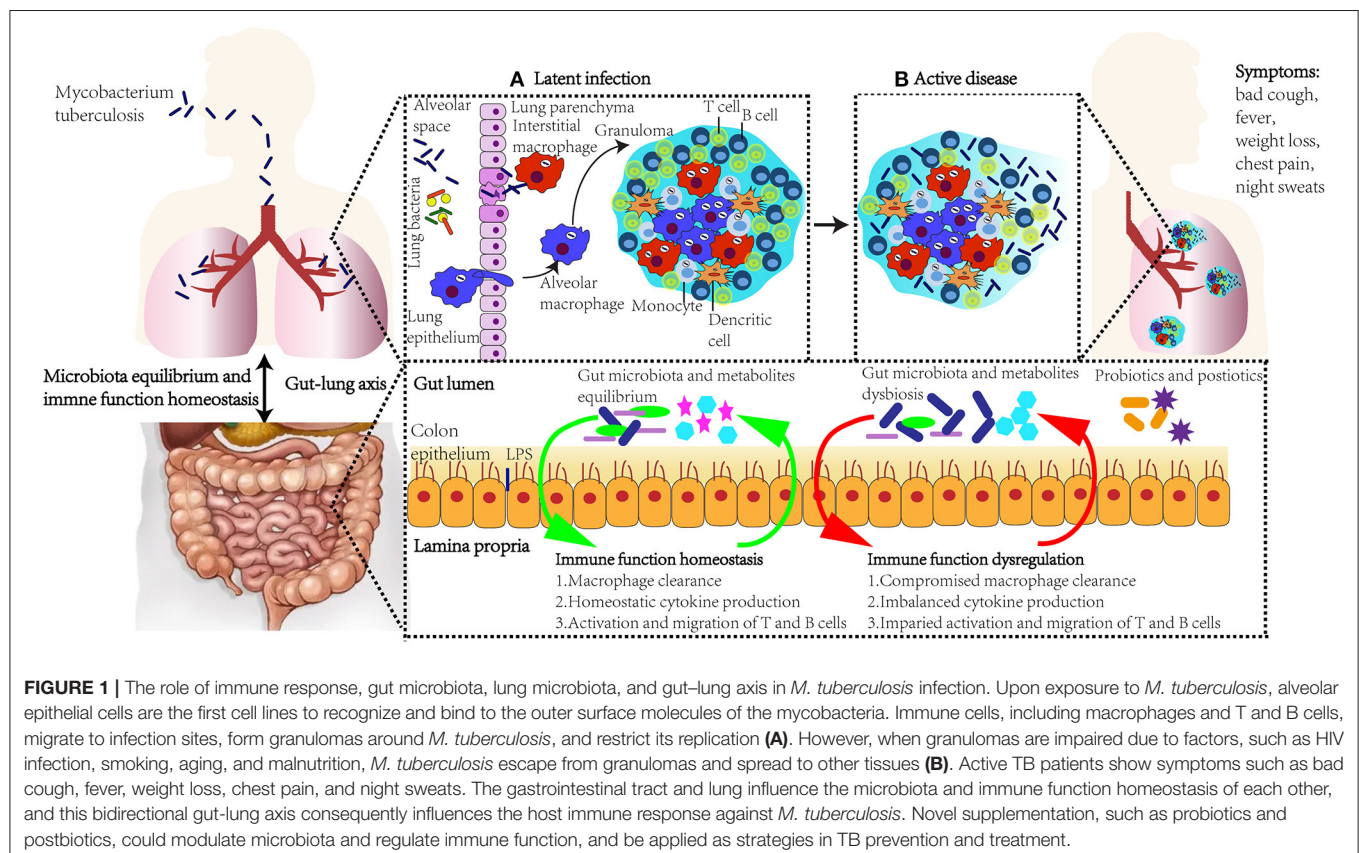 Mycobacterium
tuberculosis
A Latent infection
Alveolar
space
Lung parenchyma
Interstitial
macrophage
Granuloma
T cell
B cell
Lung bacteria
Alveolar
macrophage
Lung
epithelium
Monocyte
Dencritic
cell
B Active disease
Symptoms:
bad cough,
fever,
weight loss,
chest pain,
night sweats
Microbiota equilibrium and
immne function homeostasis
Gut-lung axis
Gut lumen
Gut microbiota and metabolites
equilibrium
Gut microbiota and metabolites
dysbiosis
Probiotics and postiotics
Colon
epithelium
LPS
Lamina propria
Immune function homeostasis
1.Macrophage clearance
2.Homeostatic cytokine production
3.Activation and migration of T and B cells
Immune function dysregulation
1.Compromised macrophage clearance
2.Imbalanced cytokine production
3.Imparied activation and migration of T and B cells
FIGURE 1 | The role of immune response, gut microbiota, lung microbiota, and gut–lung axis in M. tuberculosis infection. Upon exposure to M. tuberculosis, alveolar
epithelial cells are the first cell lines to recognize and bind to the outer surface molecules of the mycobacteria. Immune cells, including macrophages and T and B cells,
migrate to infection sites, form granulomas around M. tuberculosis, and restrict its replication (A). However, when granulomas are impaired due to factors, such as HIV
infection, smoking, aging, and malnutrition, M. tuberculosis escape from granulomas and spread to other tissues (B). Active TB patients show symptoms such as bad
cough, fever, weight loss, chest pain, and night sweats. The gastrointestinal tract and lung influence the microbiota and immune function homeostasis of each other,
and this bidirectional gut-lung axis consequently influences the host immune response against M. tuberculosis. Novel supplementation, such as probiotics and
postbiotics, could modulate microbiota and regulate immune function, and be applied as strategies in TB prevention and treatment.